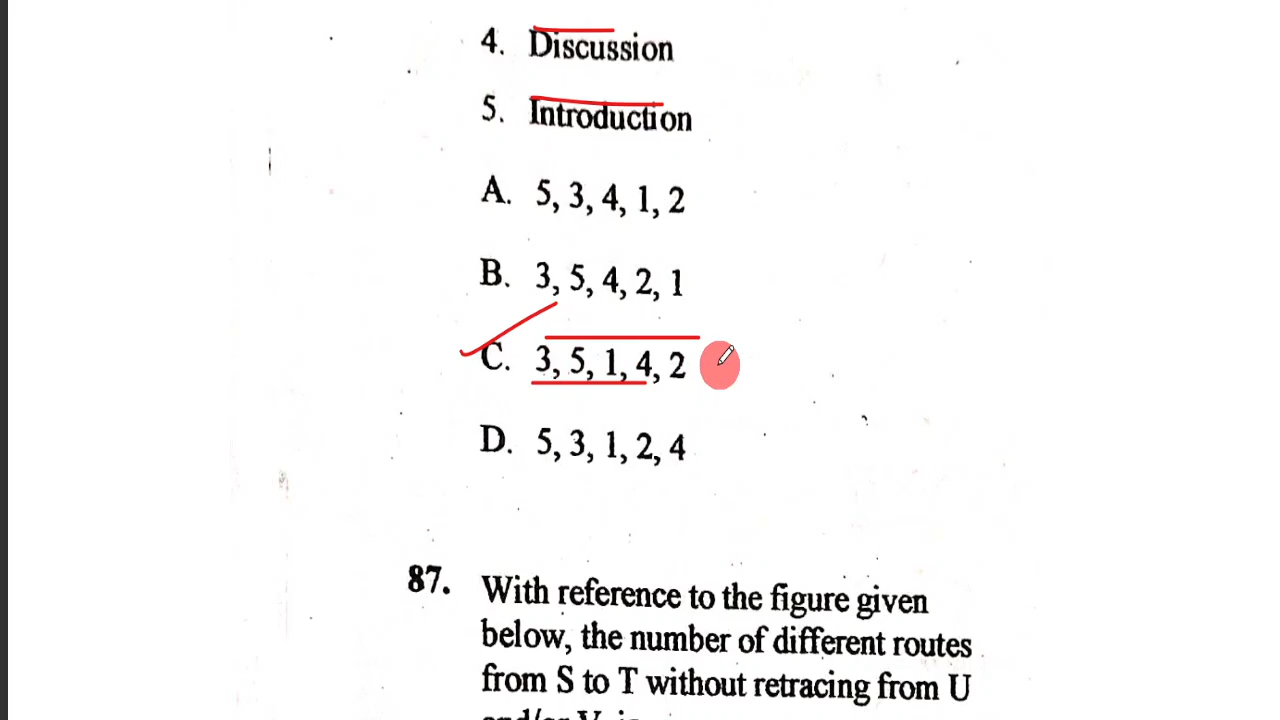 4. Discussion
5. Introduction
A. 5, 3, 4, 1, 2
B. 3, 5, 4, 2, 1
C. 3, 5, 1, 4, 2
D. 5, 3, 1, 2, 4
87. With reference to the figure given
below, the number of different routes
from S to T without retracing from U